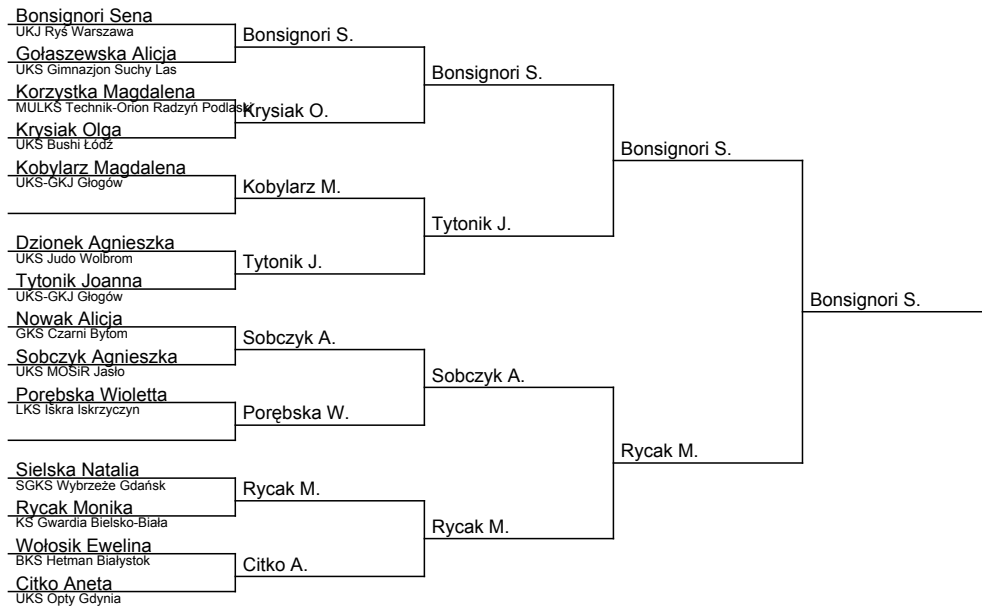 Bonsignori Sena
UKJ Ryś Warszawa
Gołaszewska Alicja
UKS Gimnazjon Suchy Las
Korzystka Magdalena
MULKS Technik-Orion Radzyń Podlaski
Krysiak Olga
UKS Bushi Łódź
Kobylarz Magdalena
UKS-GKJ Głogów
Dzionek Agnieszka
UKS Judo Wolbrom
Tytonik Joanna
UKS-GKJ Głogów
Nowak Alicja
GKS Czarni Bytom
Sobczyk Agnieszka
UKS MOSiR Jasło
Porębska Wioletta
LKS Iskra Iskrzyczyn
Sielska Natalia
SGKS Wybrzeże Gdańsk
Rycak Monika
KS Gwardia Bielsko-Biała
Wołosik Ewelina
BKS Hetman Białystok
Citko Aneta
UKS Opty Gdynia
Bonsignori S.
Krysiak O.
Kobylarz M.
Tytonik J.
Sobczyk A.
Porębska W.
Rycak M.
Citko A.
Bonsignori S.
Tytonik J.
Sobczyk A.
Rycak M.
Bonsignori S.
Rycak M.
Bonsignori S.